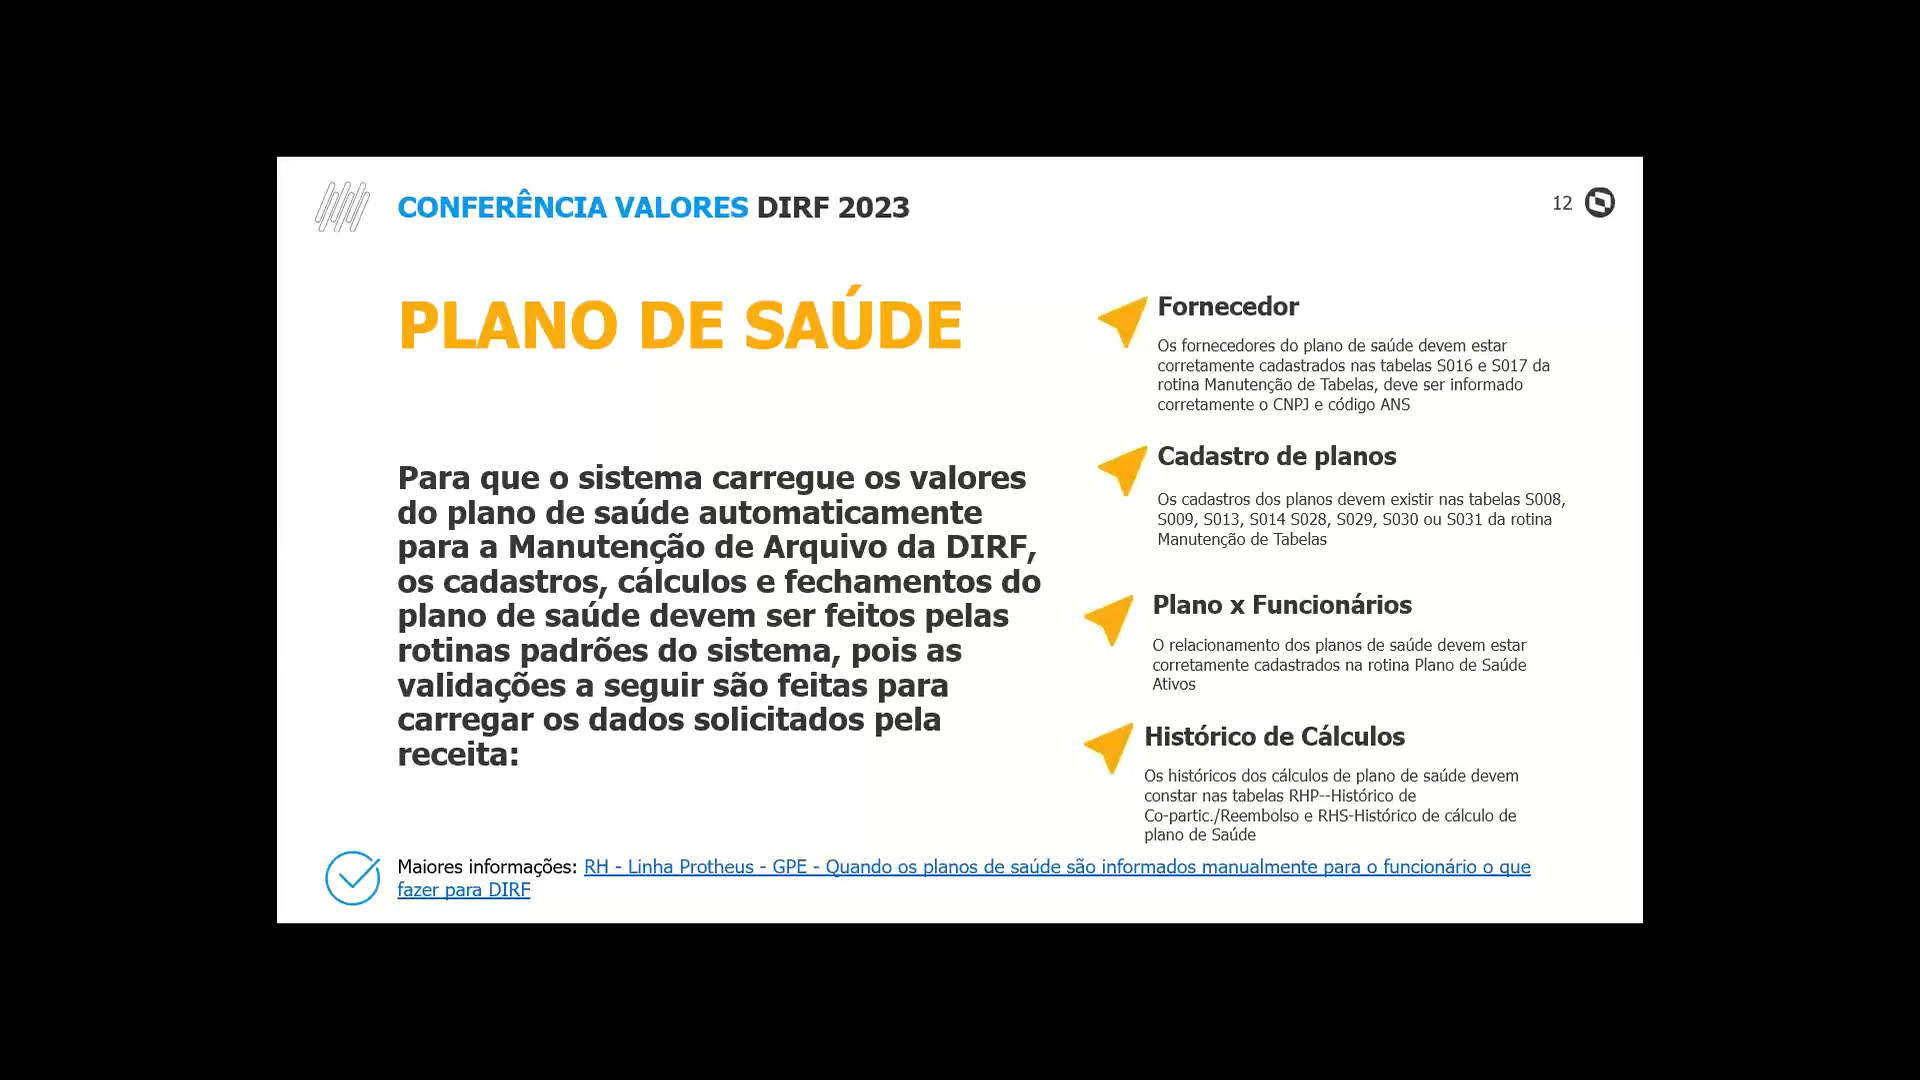 CONFERÊNCIA VALORES DIRF 2023
12
PLANO DE SAÚDE
Para que o sistema carregue os valores
do plano de saúde automaticamente
para a Manutenção de Arquivo da DIRF,
os cadastros, cálculos e fechamentos do
plano de saúde devem ser feitos pelas
rotinas padrões do sistema, pois as
validações a seguir são feitas para
carregar os dados solicitados pela
receita:
Fornecedor
Os fornecedores do plano de saúde devem estar
corretamente cadastrados nas tabelas S016 e S017 da
rotina Manutenção de Tabelas, deve ser informado
corretamente o CNPJ e código ANS
Cadastro de planos
Os cadastros dos planos devem existir nas tabelas S008,
S009, S013, S014 S028, S029, S030 ou S031 da rotina
Manutenção de Tabelas
Plano x Funcionários
O relacionamento dos planos de saúde devem estar
corretamente cadastrados na rotina Plano de Saúde
Ativos
Histórico de Cálculos
Os históricos dos cálculos de plano de saúde devem
constar nas tabelas RHP--Histórico de
Co-partic./Reembolso e RHS-Histórico de cálculo de
plano de Saúde
Maiores informações: RH - Linha Protheus - GPE - Quando os planos de saúde são informados manualmente para o funcionário o que
fazer para DIRF